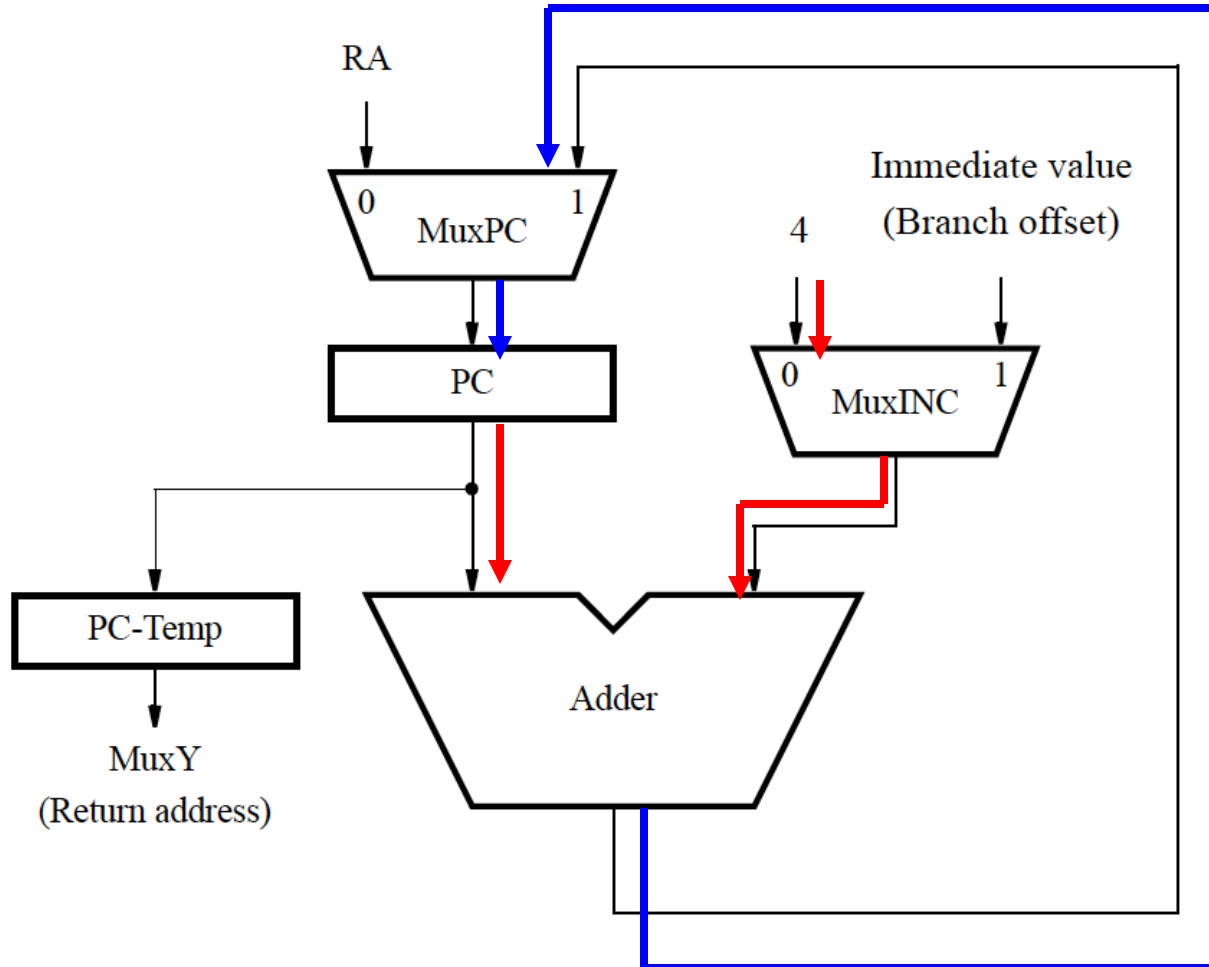 RA
Immediate value
(Branch offset)
4
0
1
MuxPC
PC
0
1
MuxINC
PC-Temp
Adder
MuxY
(Return address)